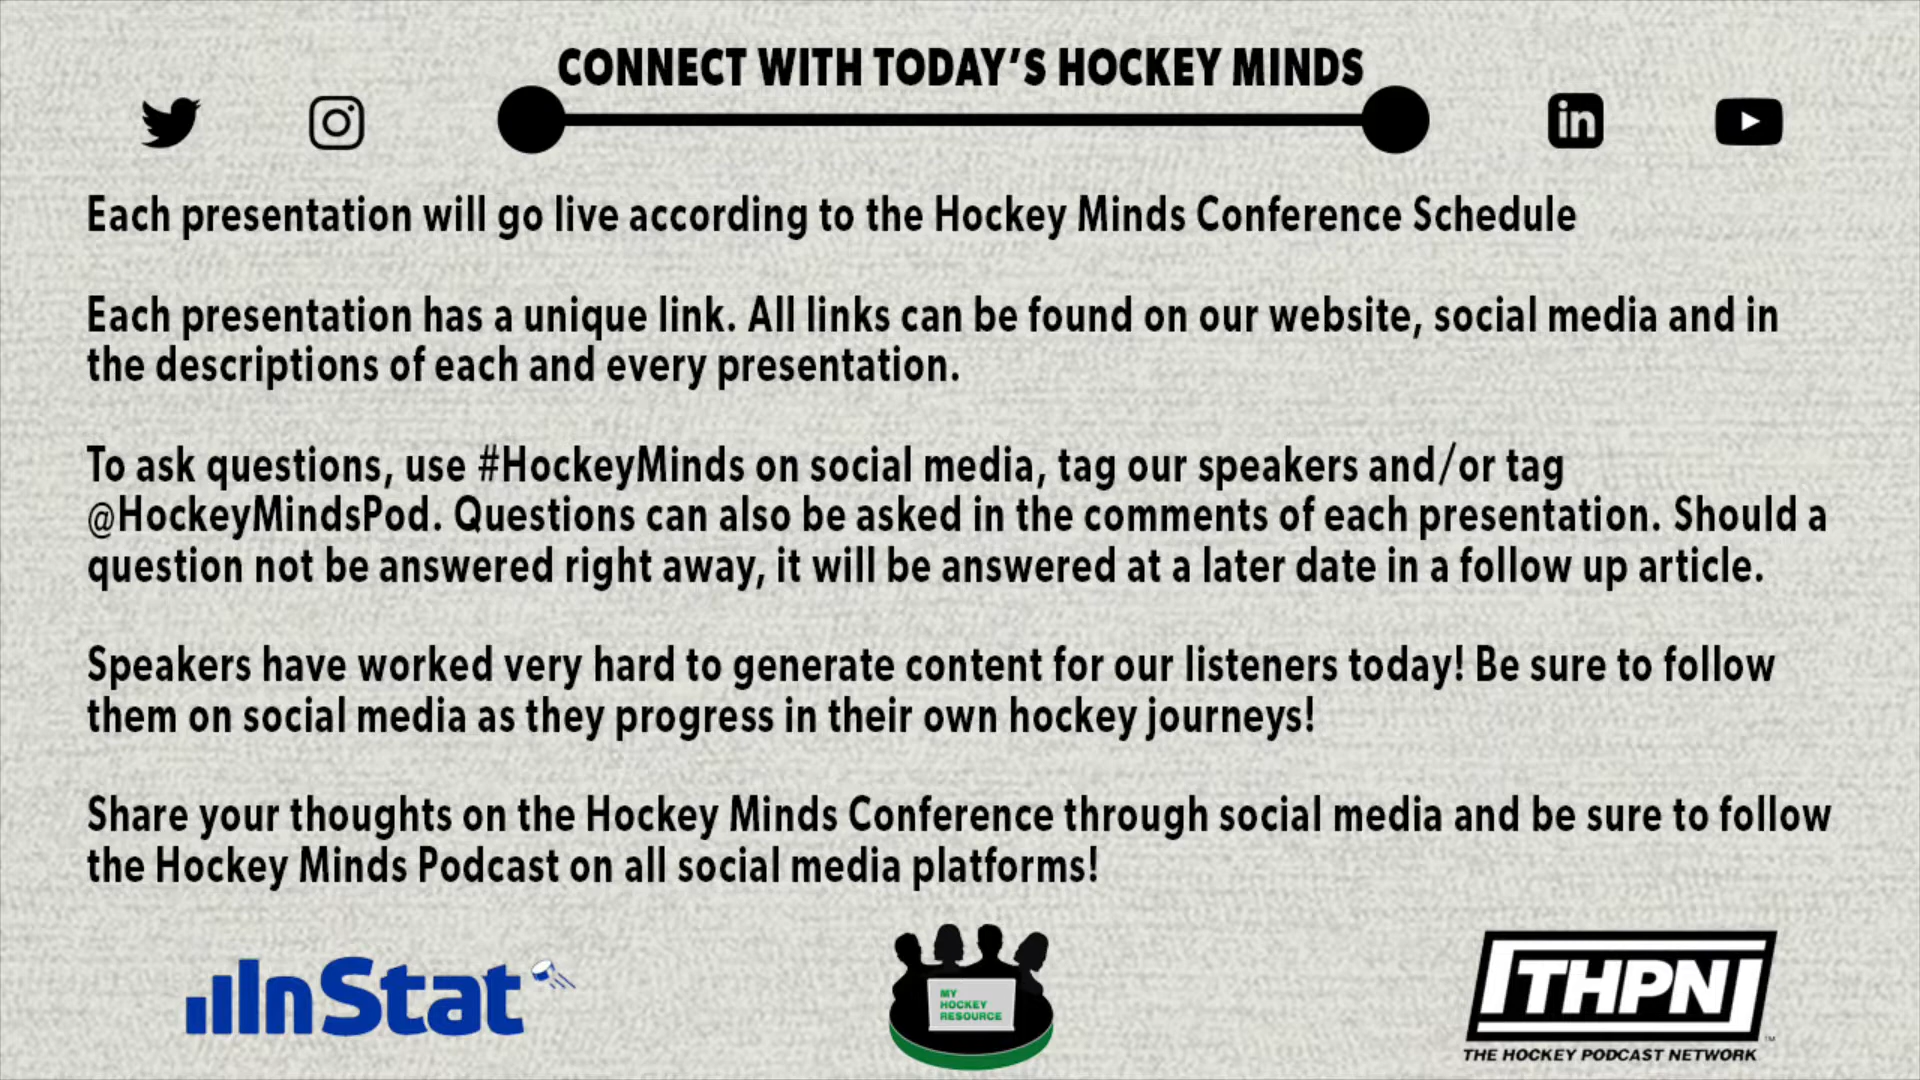 CONNECT WITH TODAY'S HOCKEY MINDS
in
Each presentation will go live according to the Hockey Minds Conference Schedule
Each presentation has a unique link. All links can be found on our website, social media and in
the descriptions of each and every presentation.
To ask questions, use #HockeyMinds on social media, tag our speakers and/or tag
@HockeyMindsPod. Questions can also be asked in the comments of each presentation. Should a
question not be answered right away, it will be answered at a later date in a follow up article.
Speakers have worked very hard to generate content for our listeners today! Be sure to follow
them on social media as they progress in their own hockey journeys!
Share your thoughts on the Hockey Minds Conference through social media and be sure to follow
the Hockey Minds Podcast on all social media platforms!
InStat
MY
HOCKEY
RESOURCE
THPN
TM
THE HOCKEY PODCAST NETWORK